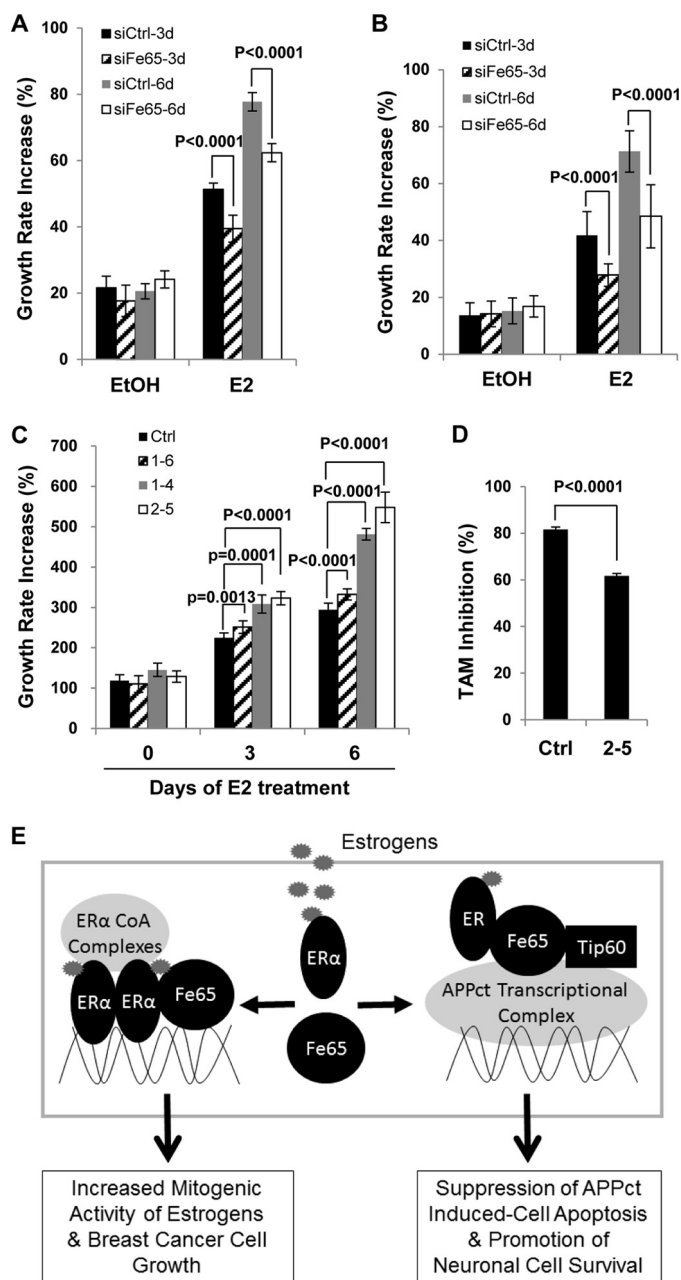 A
siCtrl-3d
siFe65-3d
siCtrl-6d
siFe65-6d
P<0.0001
P<0.0001
Growth Rate Increase (%)
100
80
60
40
20
0
EtOH
E2
B
siCtrl-3d
siFe65-3d
siCtrl-6d
siFe65-6d
P<0.0001
P<0.0001
Growth Rate Increase (%)
100
80
60
40
20
0
EtOH
E2
C
Ctrl
1-6
1-4
2-5
P<0.0001
p=0.0001
p=0.0013
P<0.0001
P<0.0001
P<0.0001
Growth Rate Increase (%)
700
600
500
400
300
200
100
0
0
3
6
Days of E2 treatment
D
P<0.0001
TAM Inhibition (%)
100
80
60
40
20
0
Ctrl
2-5
E
Estrogens
ERα CoA
Complexes
ERα
ERα
Fe65
ERα
Fe65
ER
Fe65
Tip60
APPct Transcriptional
Complex
Increased Mitogenic
Activity of Estrogens
& Breast Cancer Cell
Growth
Suppression of APPct
Induced-Cell Apoptosis
& Promotion of
Neuronal Cell Survival